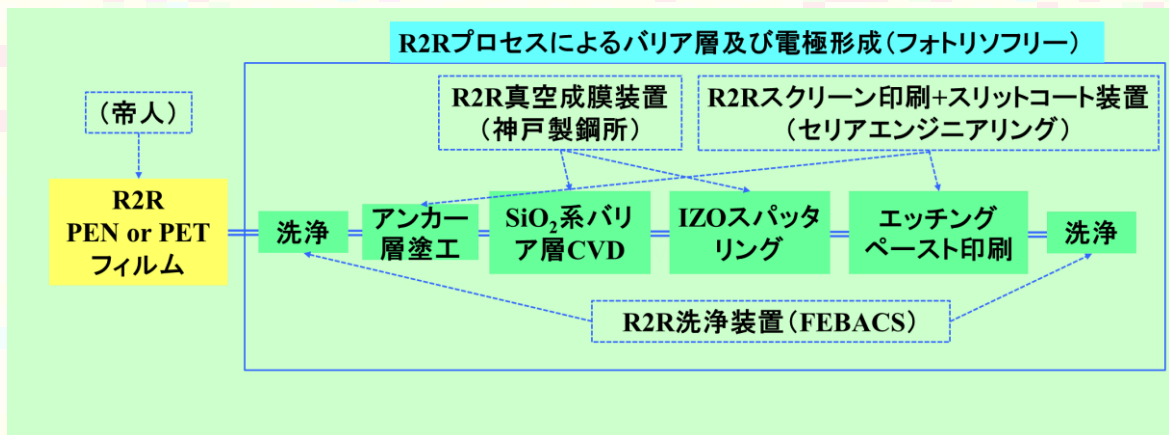 R2Rプロセスによるバリア層及び電極形成(フォトリソフリー)
(帝人)
R2R真空成膜装置
(神戸製鋼所)
R2Rスクリーン印刷+スリットコート装置
(セリアエンジニアリング)
R2R
PEN or PET
フィルム
洗浄
アンカー
層塗工
SiO₂系バリ
ア層CVD
IZOスパッタ
リング
エッチング
ペースト印刷
洗浄
R2R洗浄装置(FEBACS)